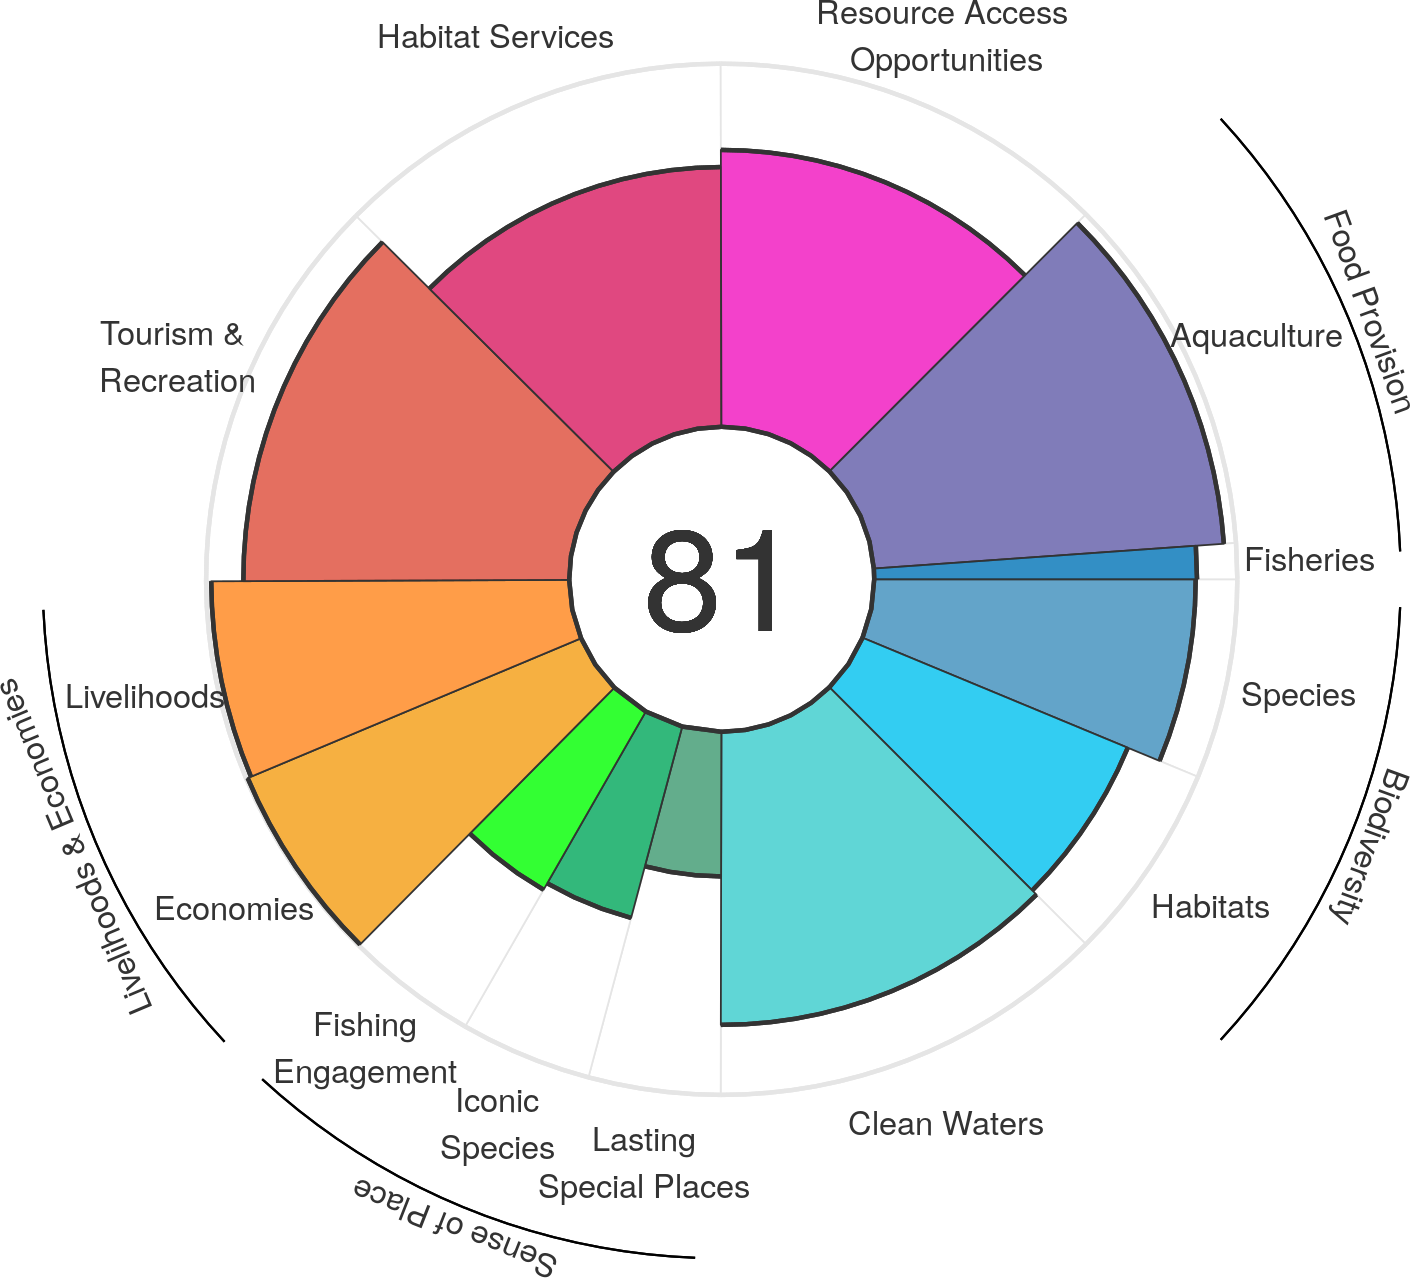 Resource Access
Opportunities
Habitat Services
Food Provision
Aquaculture
Tourism &
Recreation
81
Fisheries
Species
Livelihoods
Livelihoods & Economies
Biodiversity
Habitats
Economies
Fishing
Engagement
Iconic
Species
Lasting
Special Places
Clean Waters
Sense of Place